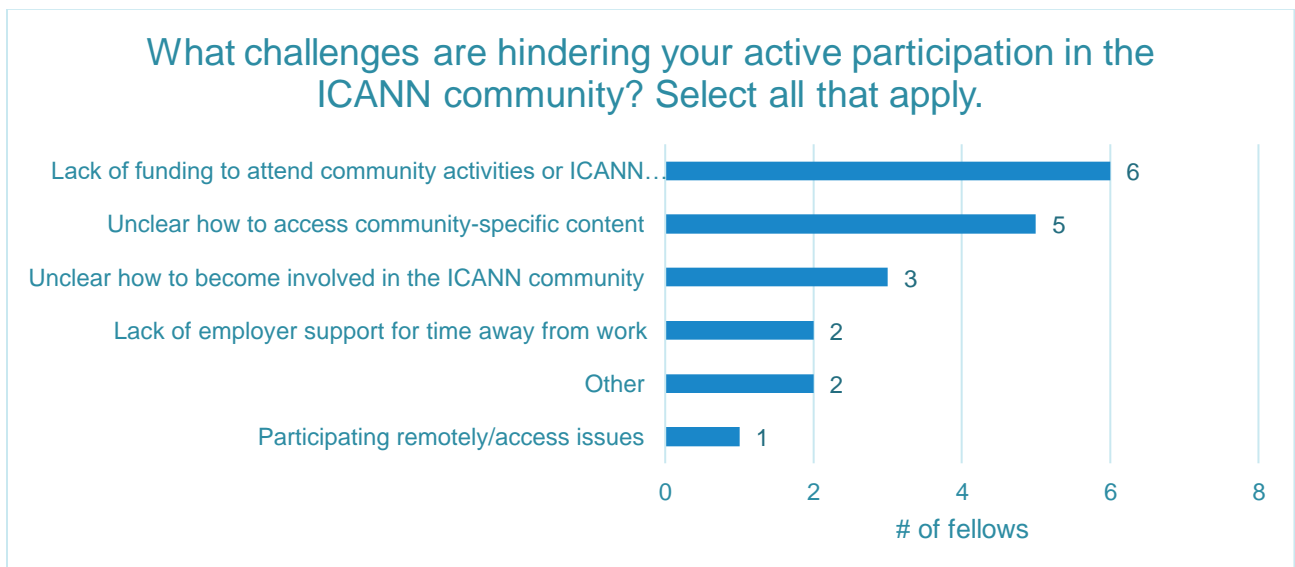 What challenges are hindering your active participation in the
ICANN community? Select all that apply.
Lack of funding to attend community activities or ICANN… 6
Unclear how to access community-specific content 5
Unclear how to become involved in the ICANN community 3
Lack of employer support for time away from work 2
Other 2
Participating remotely/access issues 1
0 2 4 6 8
# of fellows